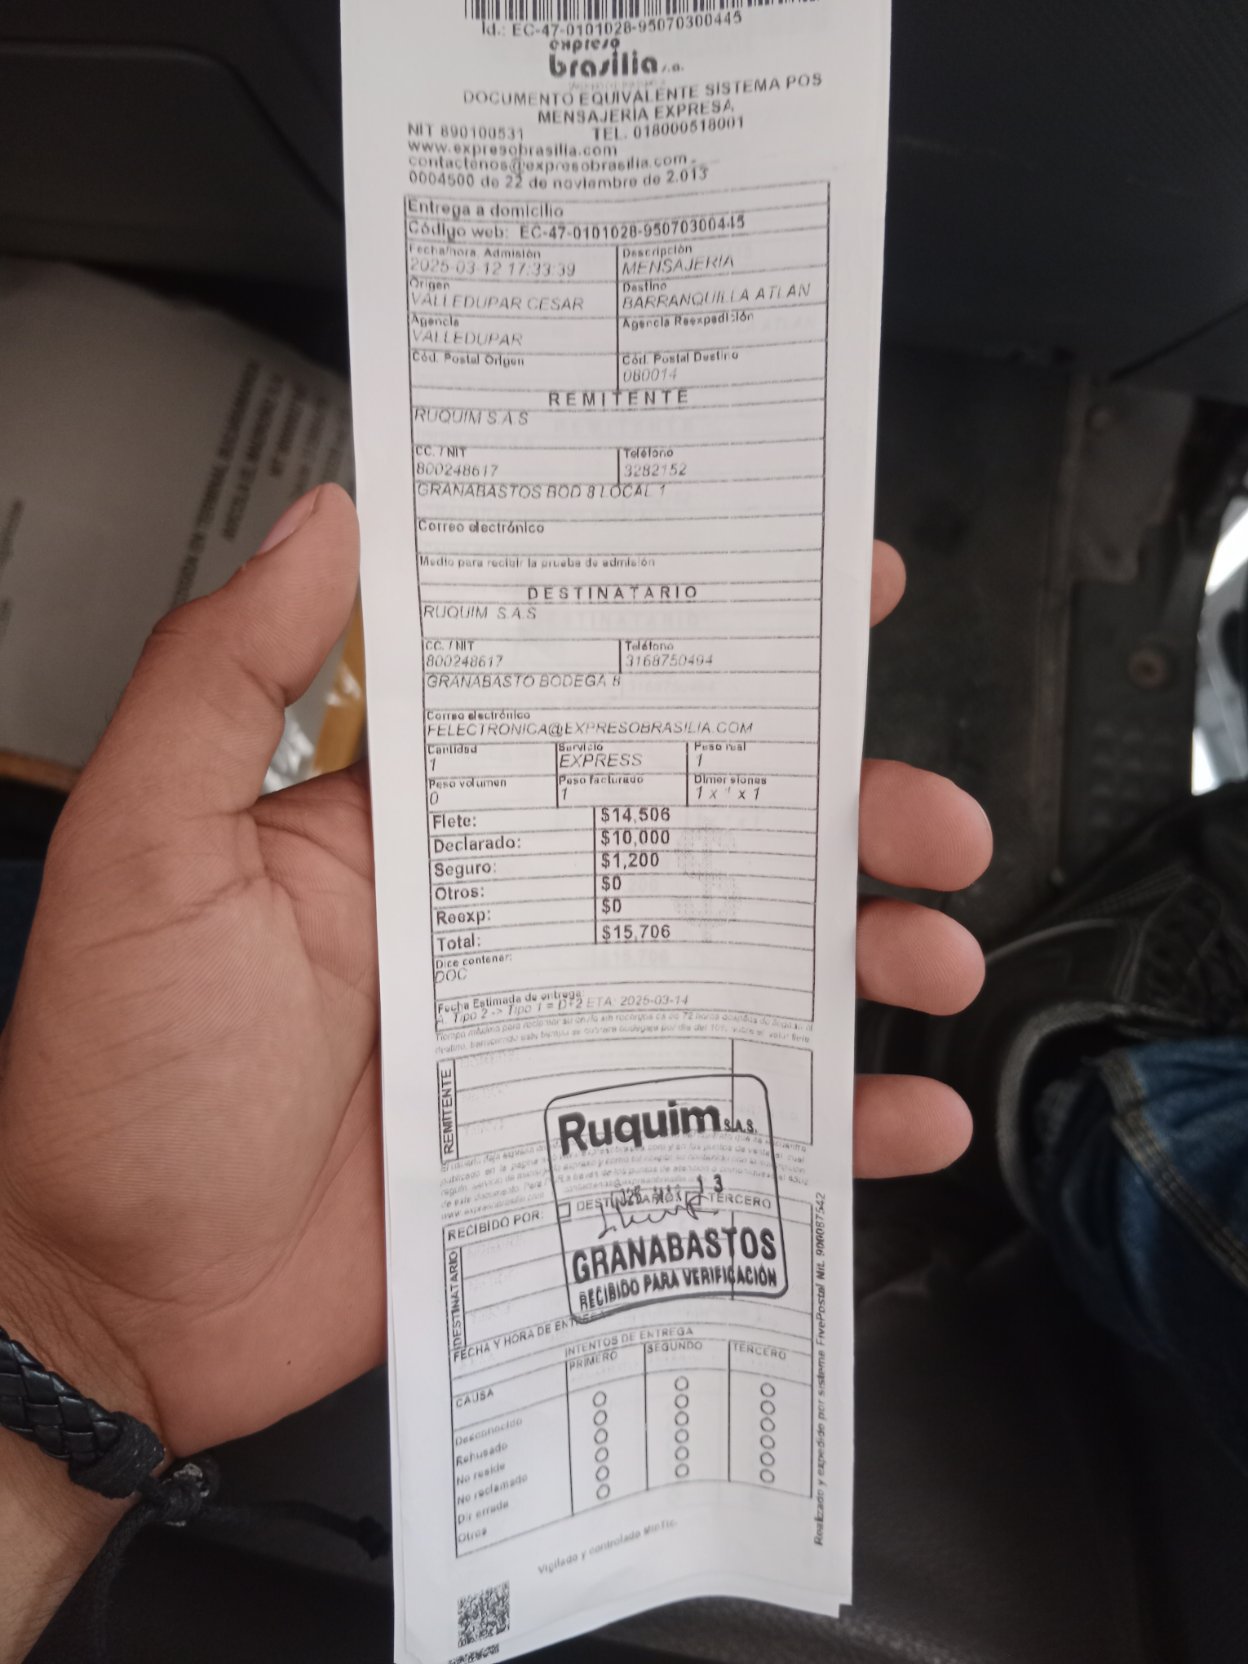 Id.: EC-47-0101028-95070300445
expreso
brasilia s.a.
DOCUMENTO EQUIVALENTE SISTEMA POS
MENSAJERÍA EXPRESA
NIT 890100531 TEL. 018000518001
www.expresobrasilia.com
contactenos@expresobrasilia.com
0004500 de 22 de noviembre de 2.013
Entrega a domicilio
Código web: EC-47-0101028-95070300445
Fecha/hora Admisión Descripción
2025-03-12 17:33:39 MENSAJERIA
Origen Destino
VALLEDUPAR CESAR BARRANQUILLA ATLAN
Agencia Agencia Reexpedición
VALLEDUPAR
Cód. Postal Origen Cód. Postal Destino
080014
REMITENTE
RUQUIM S.A.S
CC. / NIT Teléfono
800248617 3282152
GRANABASTOS BOD 8 LOCAL 1
Correo electrónico
Medio para recibir la prueba de admisión
DESTINATARIO
RUQUIM S.A.S
CC. / NIT Teléfono
800248617 3168750494
GRANABASTO BODEGA 8
Correo electrónico
FELECTRONICA@EXPRESOBRASILIA.COM
Cantidad Servicio Peso real
1 EXPRESS 1
Peso volumen Peso facturado Dimensiones
0 1 1 x 1 x 1
Flete: $14,506
Declarado: $10,000
Seguro: $1,200
Otros: $0
Reexp: $0
Total: $15,706
Dice contener:
DOC
Fecha Estimada de entrega:
A. Tipo 2 -> Tipo 1 = D+2 ETA: 2025-03-14
REMITENTE
Ruquim S.A.S.
RECIBIDO POR: DESTINATARIO TERCERO
13
GRANABASTOS
RECIBIDO PARA VERIFICACIÓN
DESTINATARIO
FECHA Y HORA DE ENTREGA
INTENTOS DE ENTREGA
CAUSA PRIMERO SEGUNDO TERCERO
Desconocido
Rehusado
No reside
No reclamado
Dir errada
Otros
Vigilado y controlado MinTic
Realizado y expedido por sistema FivePostal Nit. 900087542